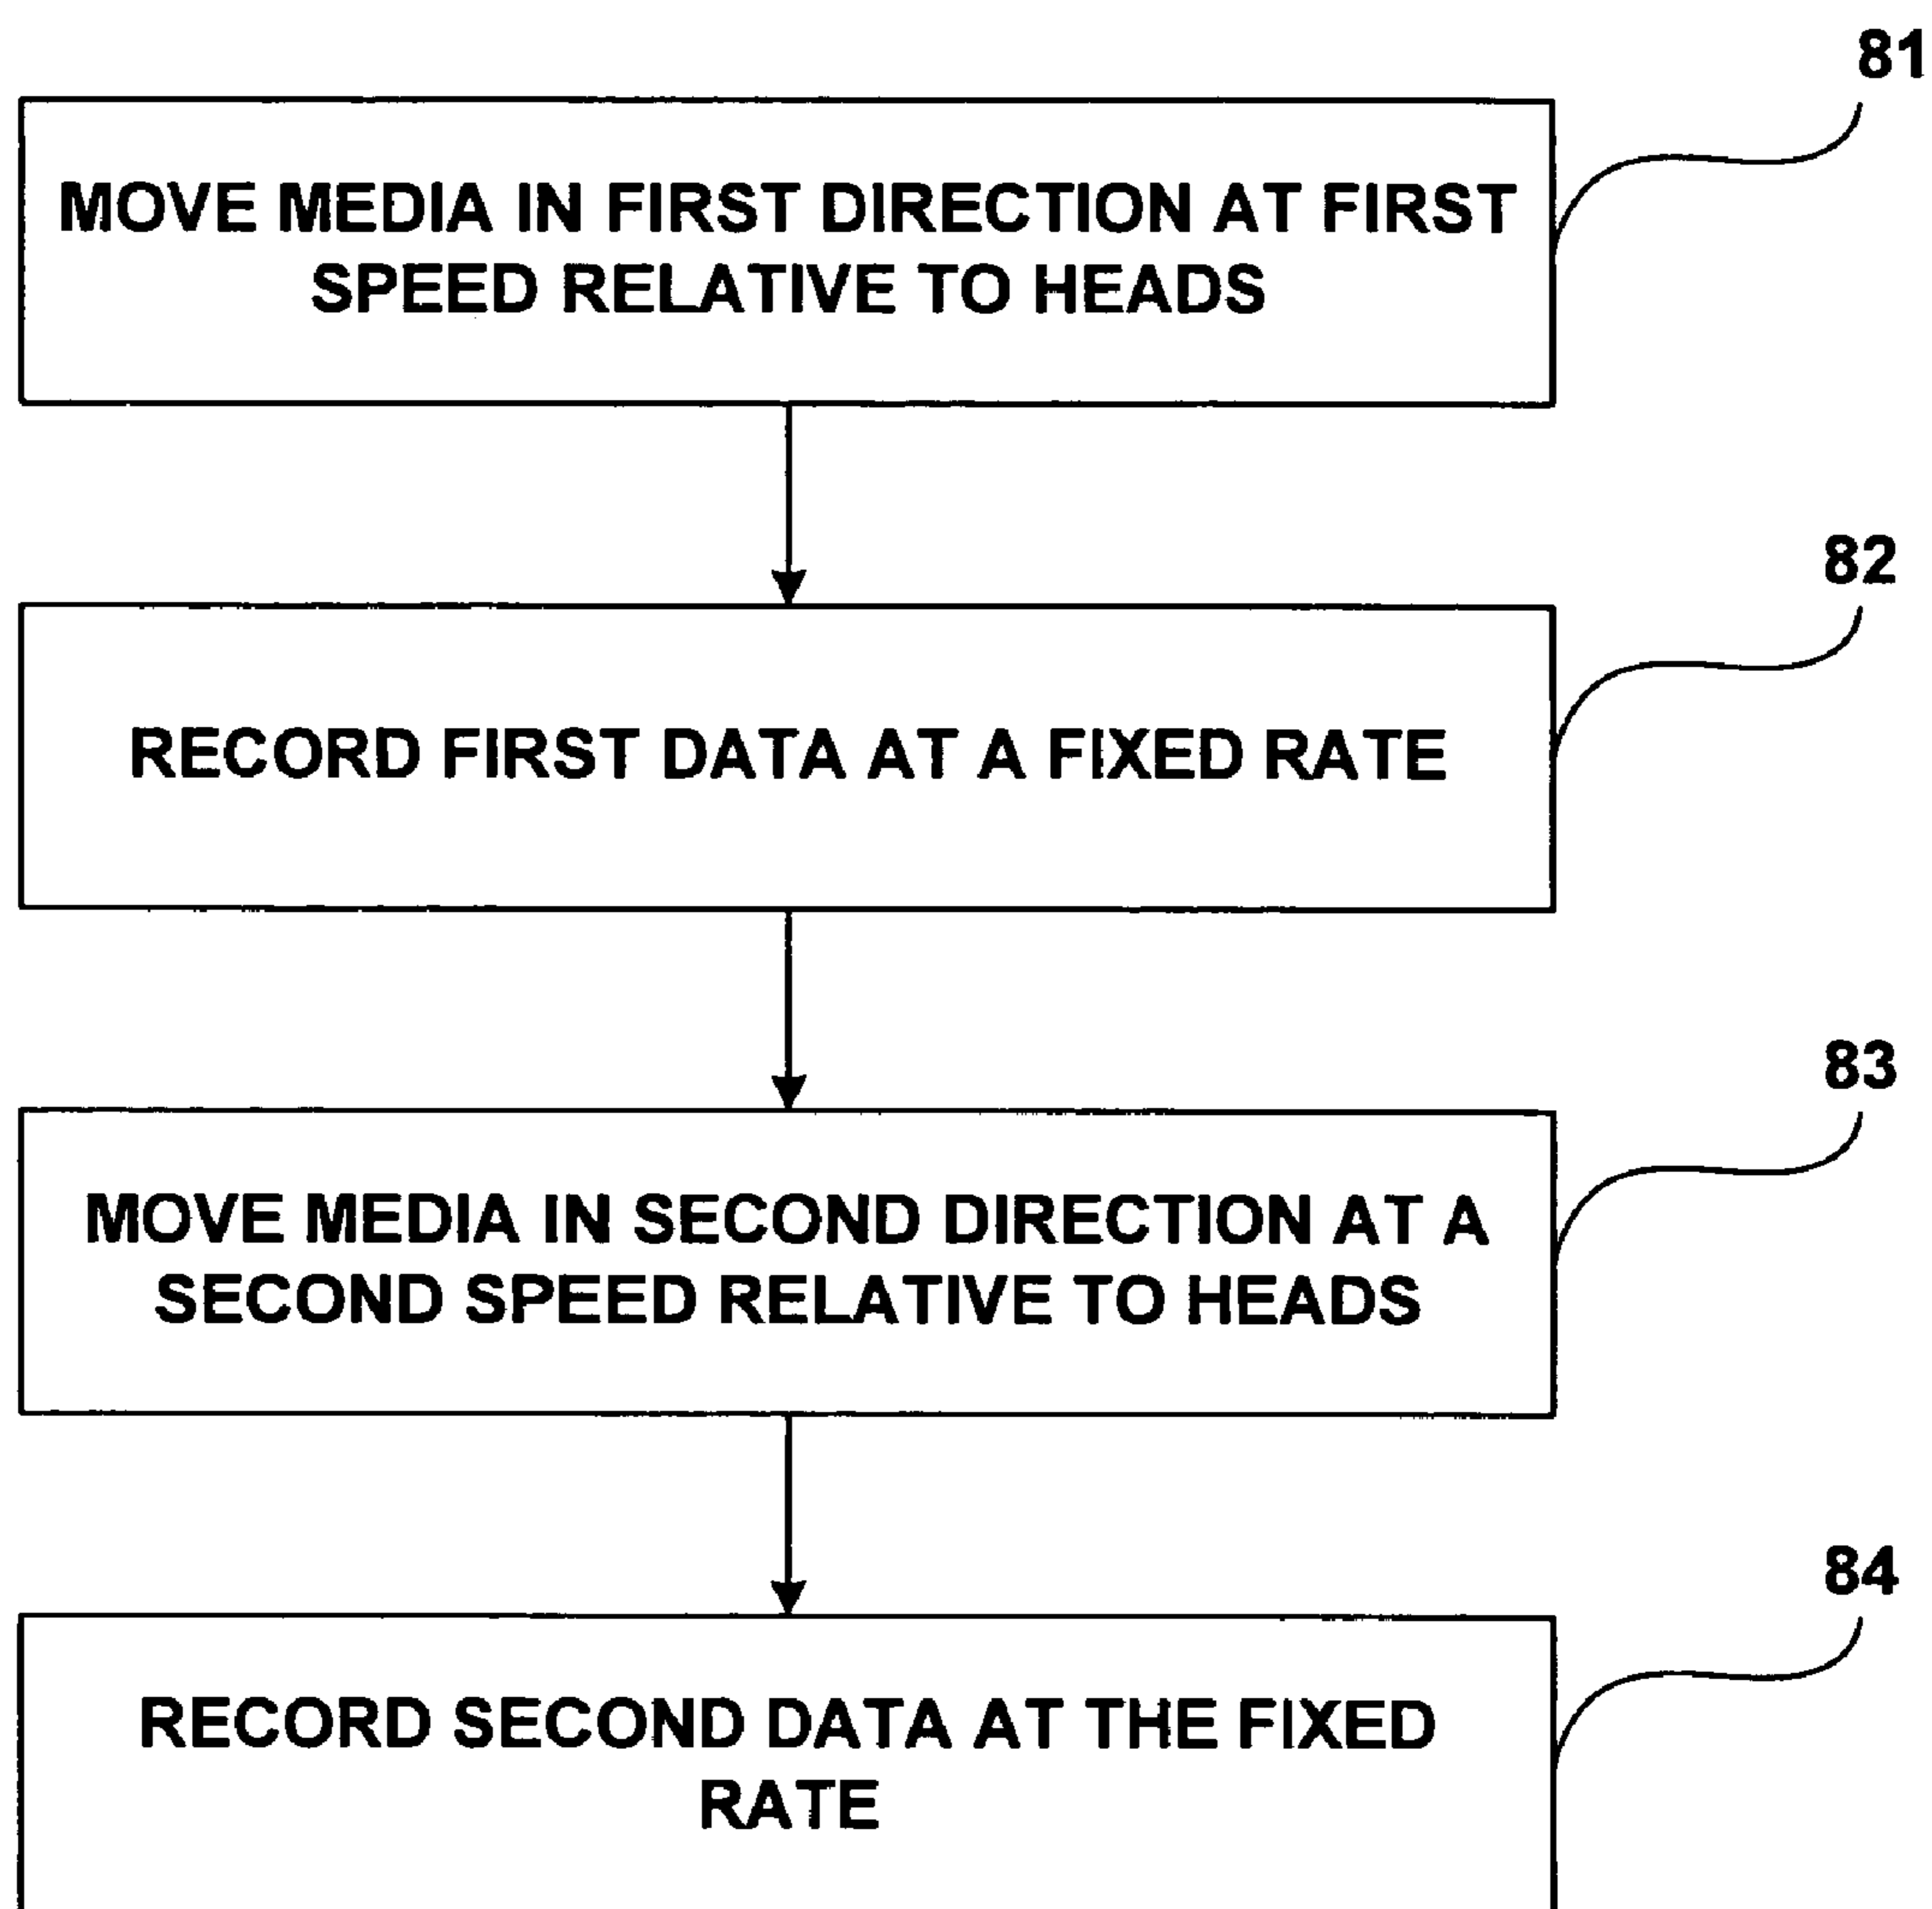 81
MOVE MEDIA IN FIRST DIRECTION AT FIRST
SPEED RELATIVE TO HEADS
82
RECORD FIRST DATA AT A FIXED RATE
83
MOVE MEDIA IN SECOND DIRECTION AT A
SECOND SPEED RELATIVE TO HEADS
84
RECORD SECOND DATA AT THE FIXED
RATE